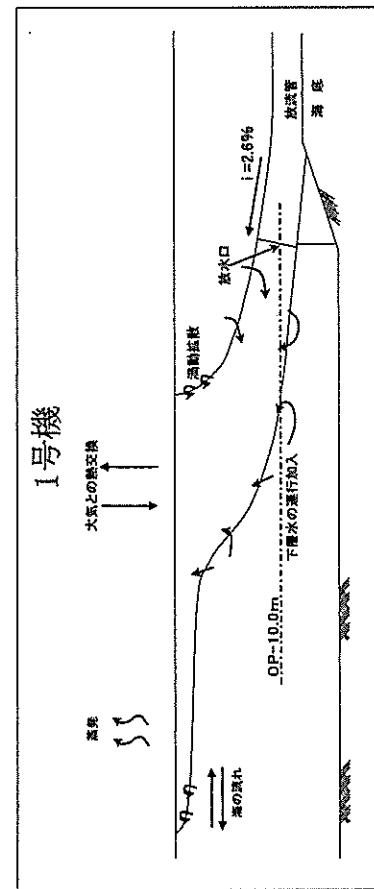 1号機
蒸発
大気との熱交換
渦動拡散
i=2.6%
放流管
海底
放水口
下層水の連行加入
OP-10.0m
海の流れ